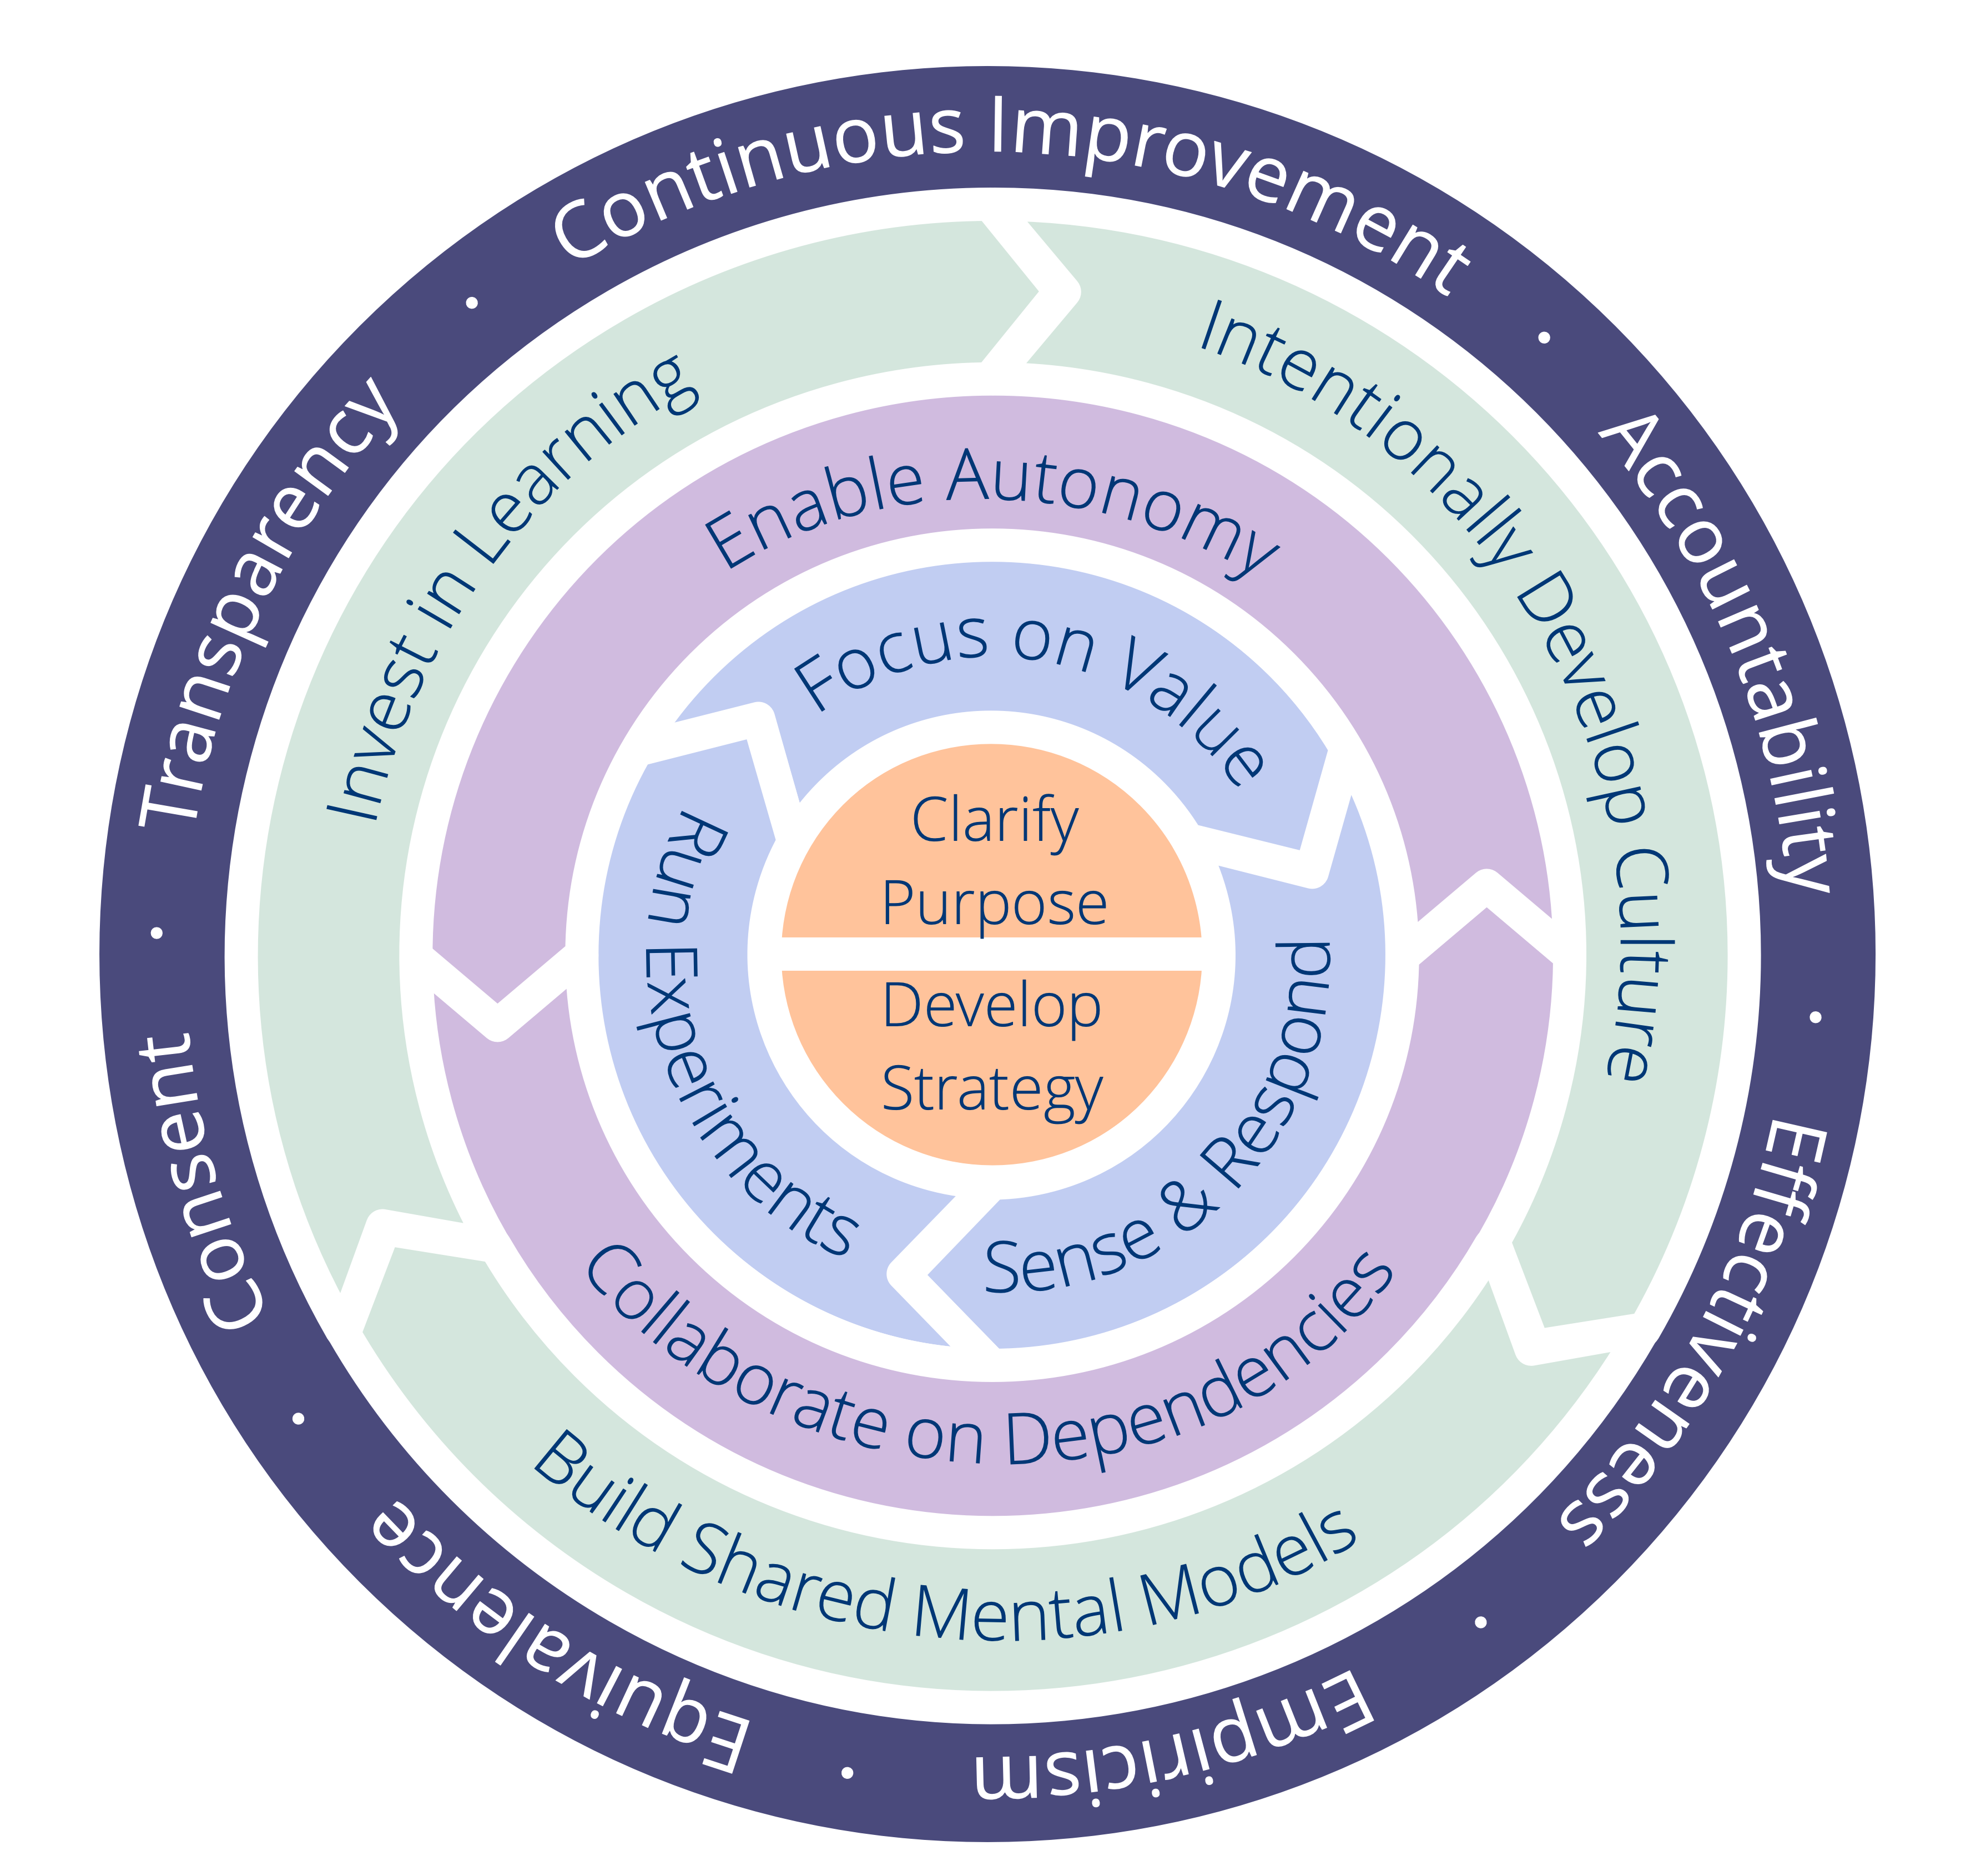 Continuous Improvement
Accountability
Effectiveness
Empiricism
Equivalence
Consent
Transparency
Invest in Learning
Intentionally Develop Culture
Build Shared Mental Models
Enable Autonomy
Collaborate on Dependencies
Focus on Value
Sense & Respond
Run Experiments
Clarify
Purpose
Develop
Strategy